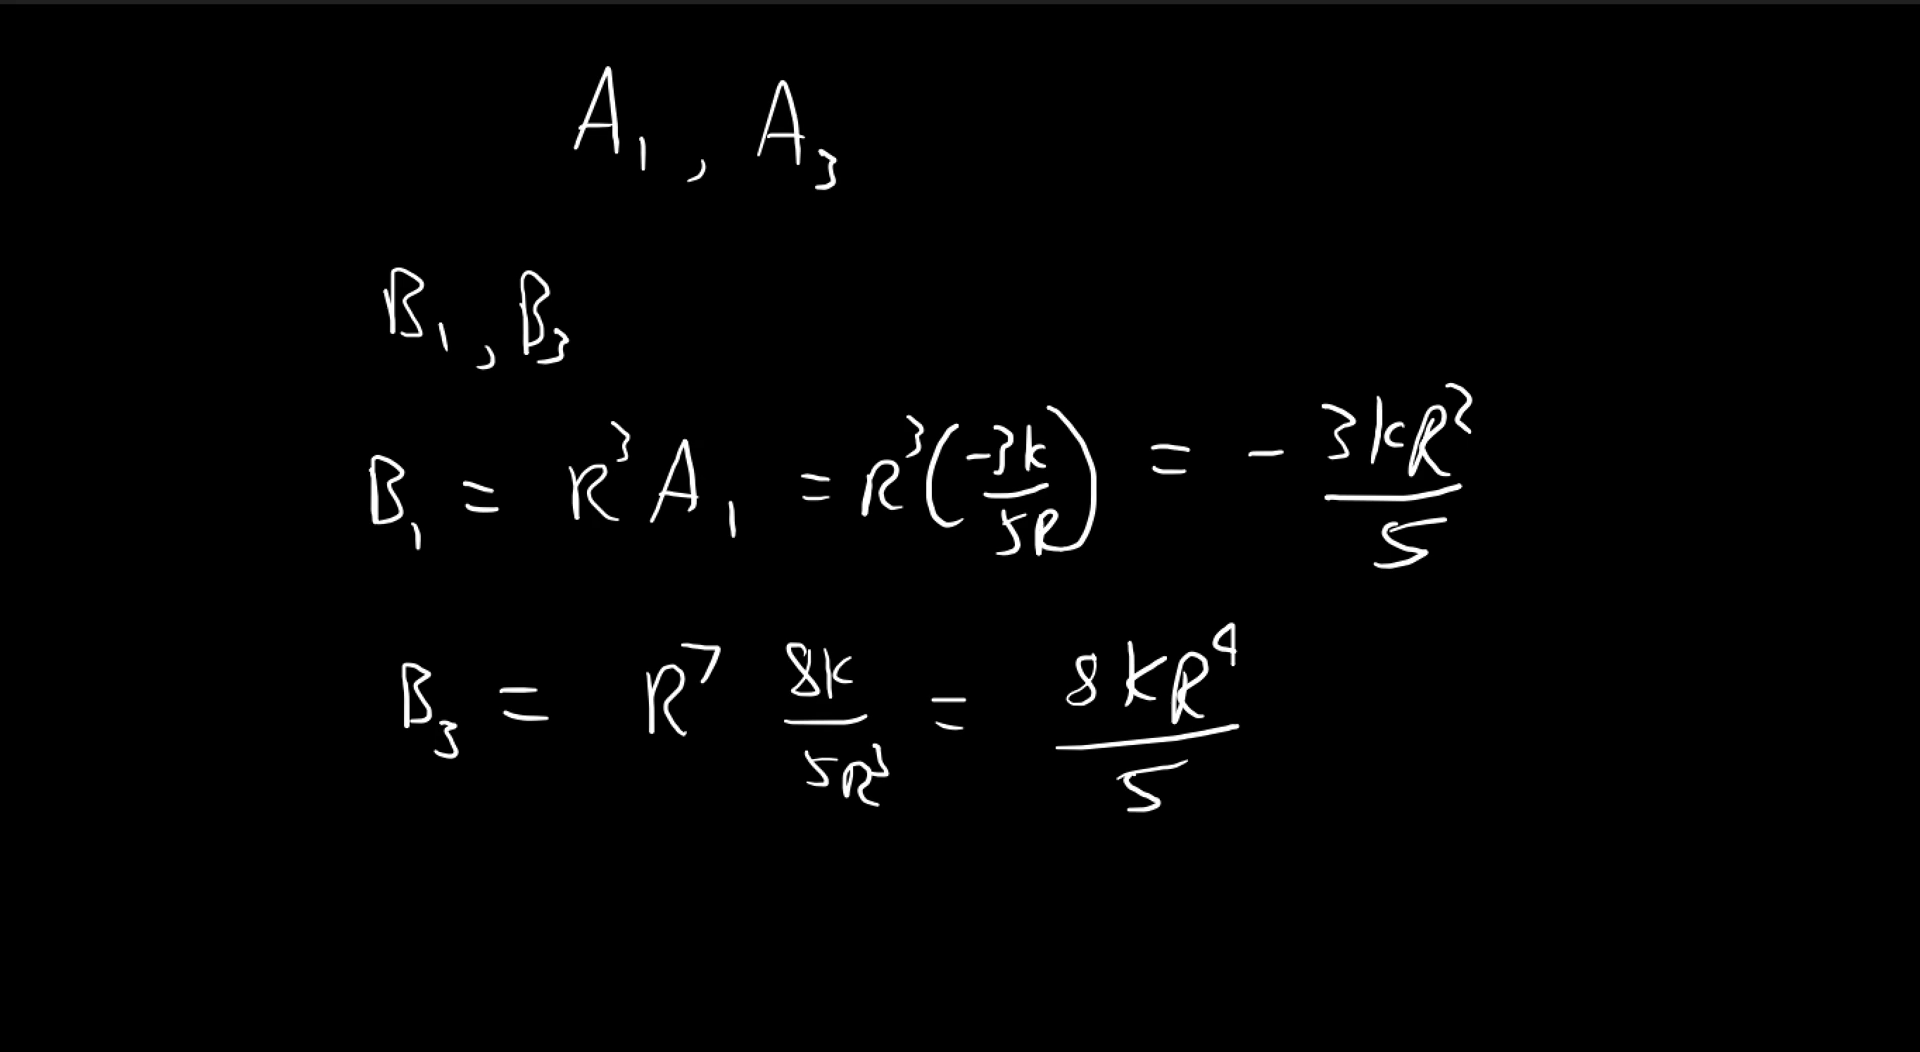 A₁, A₃
B₁, B₃
B₁ = R³A₁ = R³(-3k/5R) = - 3kR²/5
B₃ = R⁷ 8k/5R³ = 8kR⁴/5